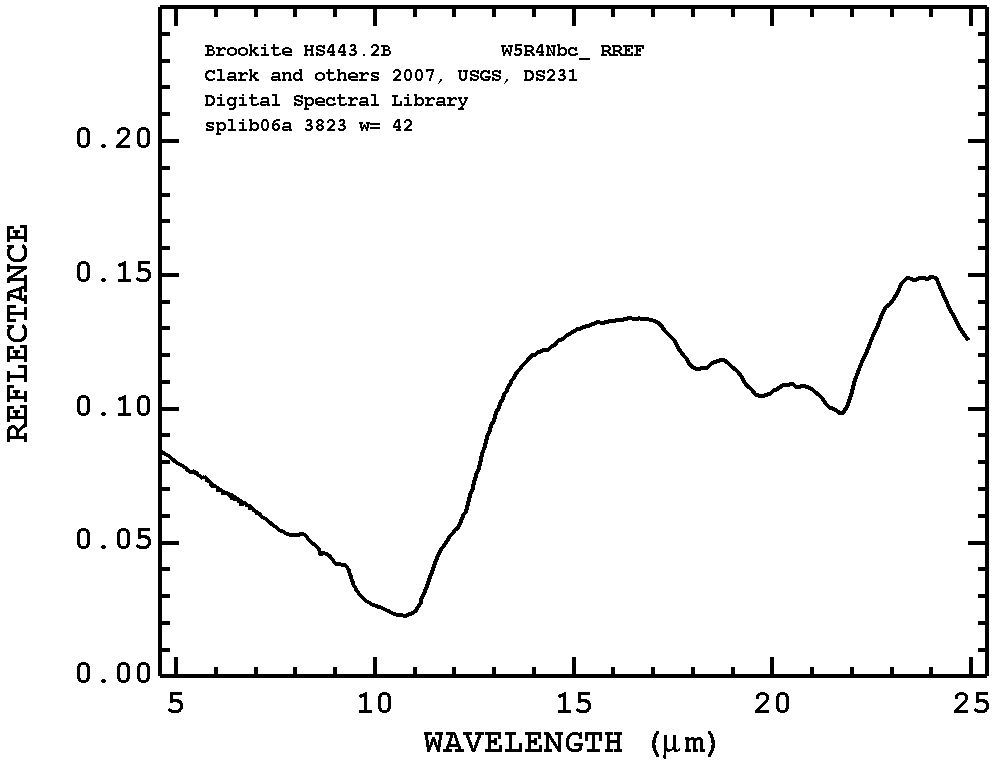 Brookite HS443.2B W5R4Nbc_ RREF
Clark and others 2007, USGS, DS231
Digital Spectral Library
splib06a 3823 w= 42
REFLECTANCE
0.20
0.15
0.10
0.05
0.00
5 10 15 20 25
WAVELENGTH (μm)